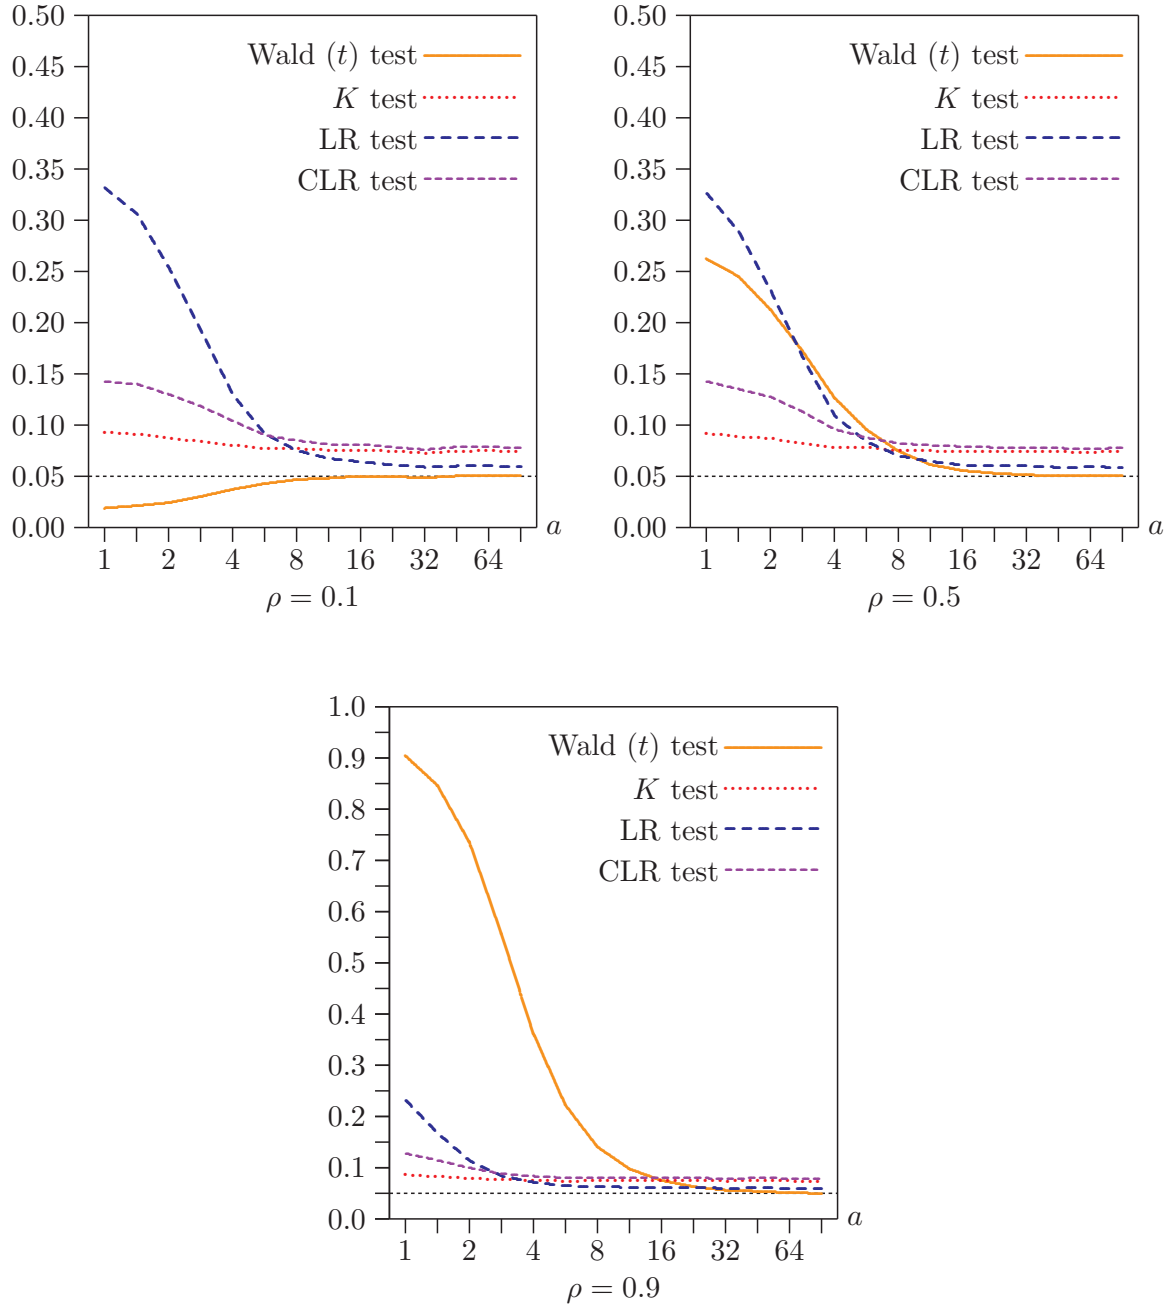 0.50
0.45
0.40
0.35
0.30
0.25
0.20
0.15
0.10
0.05
0.00
Wald (t) test
K test
LR test
CLR test
1 2 4 8 16 32 64
a
ρ = 0.1
0.50
0.45
0.40
0.35
0.30
0.25
0.20
0.15
0.10
0.05
0.00
Wald (t) test
K test
LR test
CLR test
1 2 4 8 16 32 64
a
ρ = 0.5
1.0
0.9
0.8
0.7
0.6
0.5
0.4
0.3
0.2
0.1
0.0
Wald (t) test
K test
LR test
CLR test
1 2 4 8 16 32 64
a
ρ = 0.9